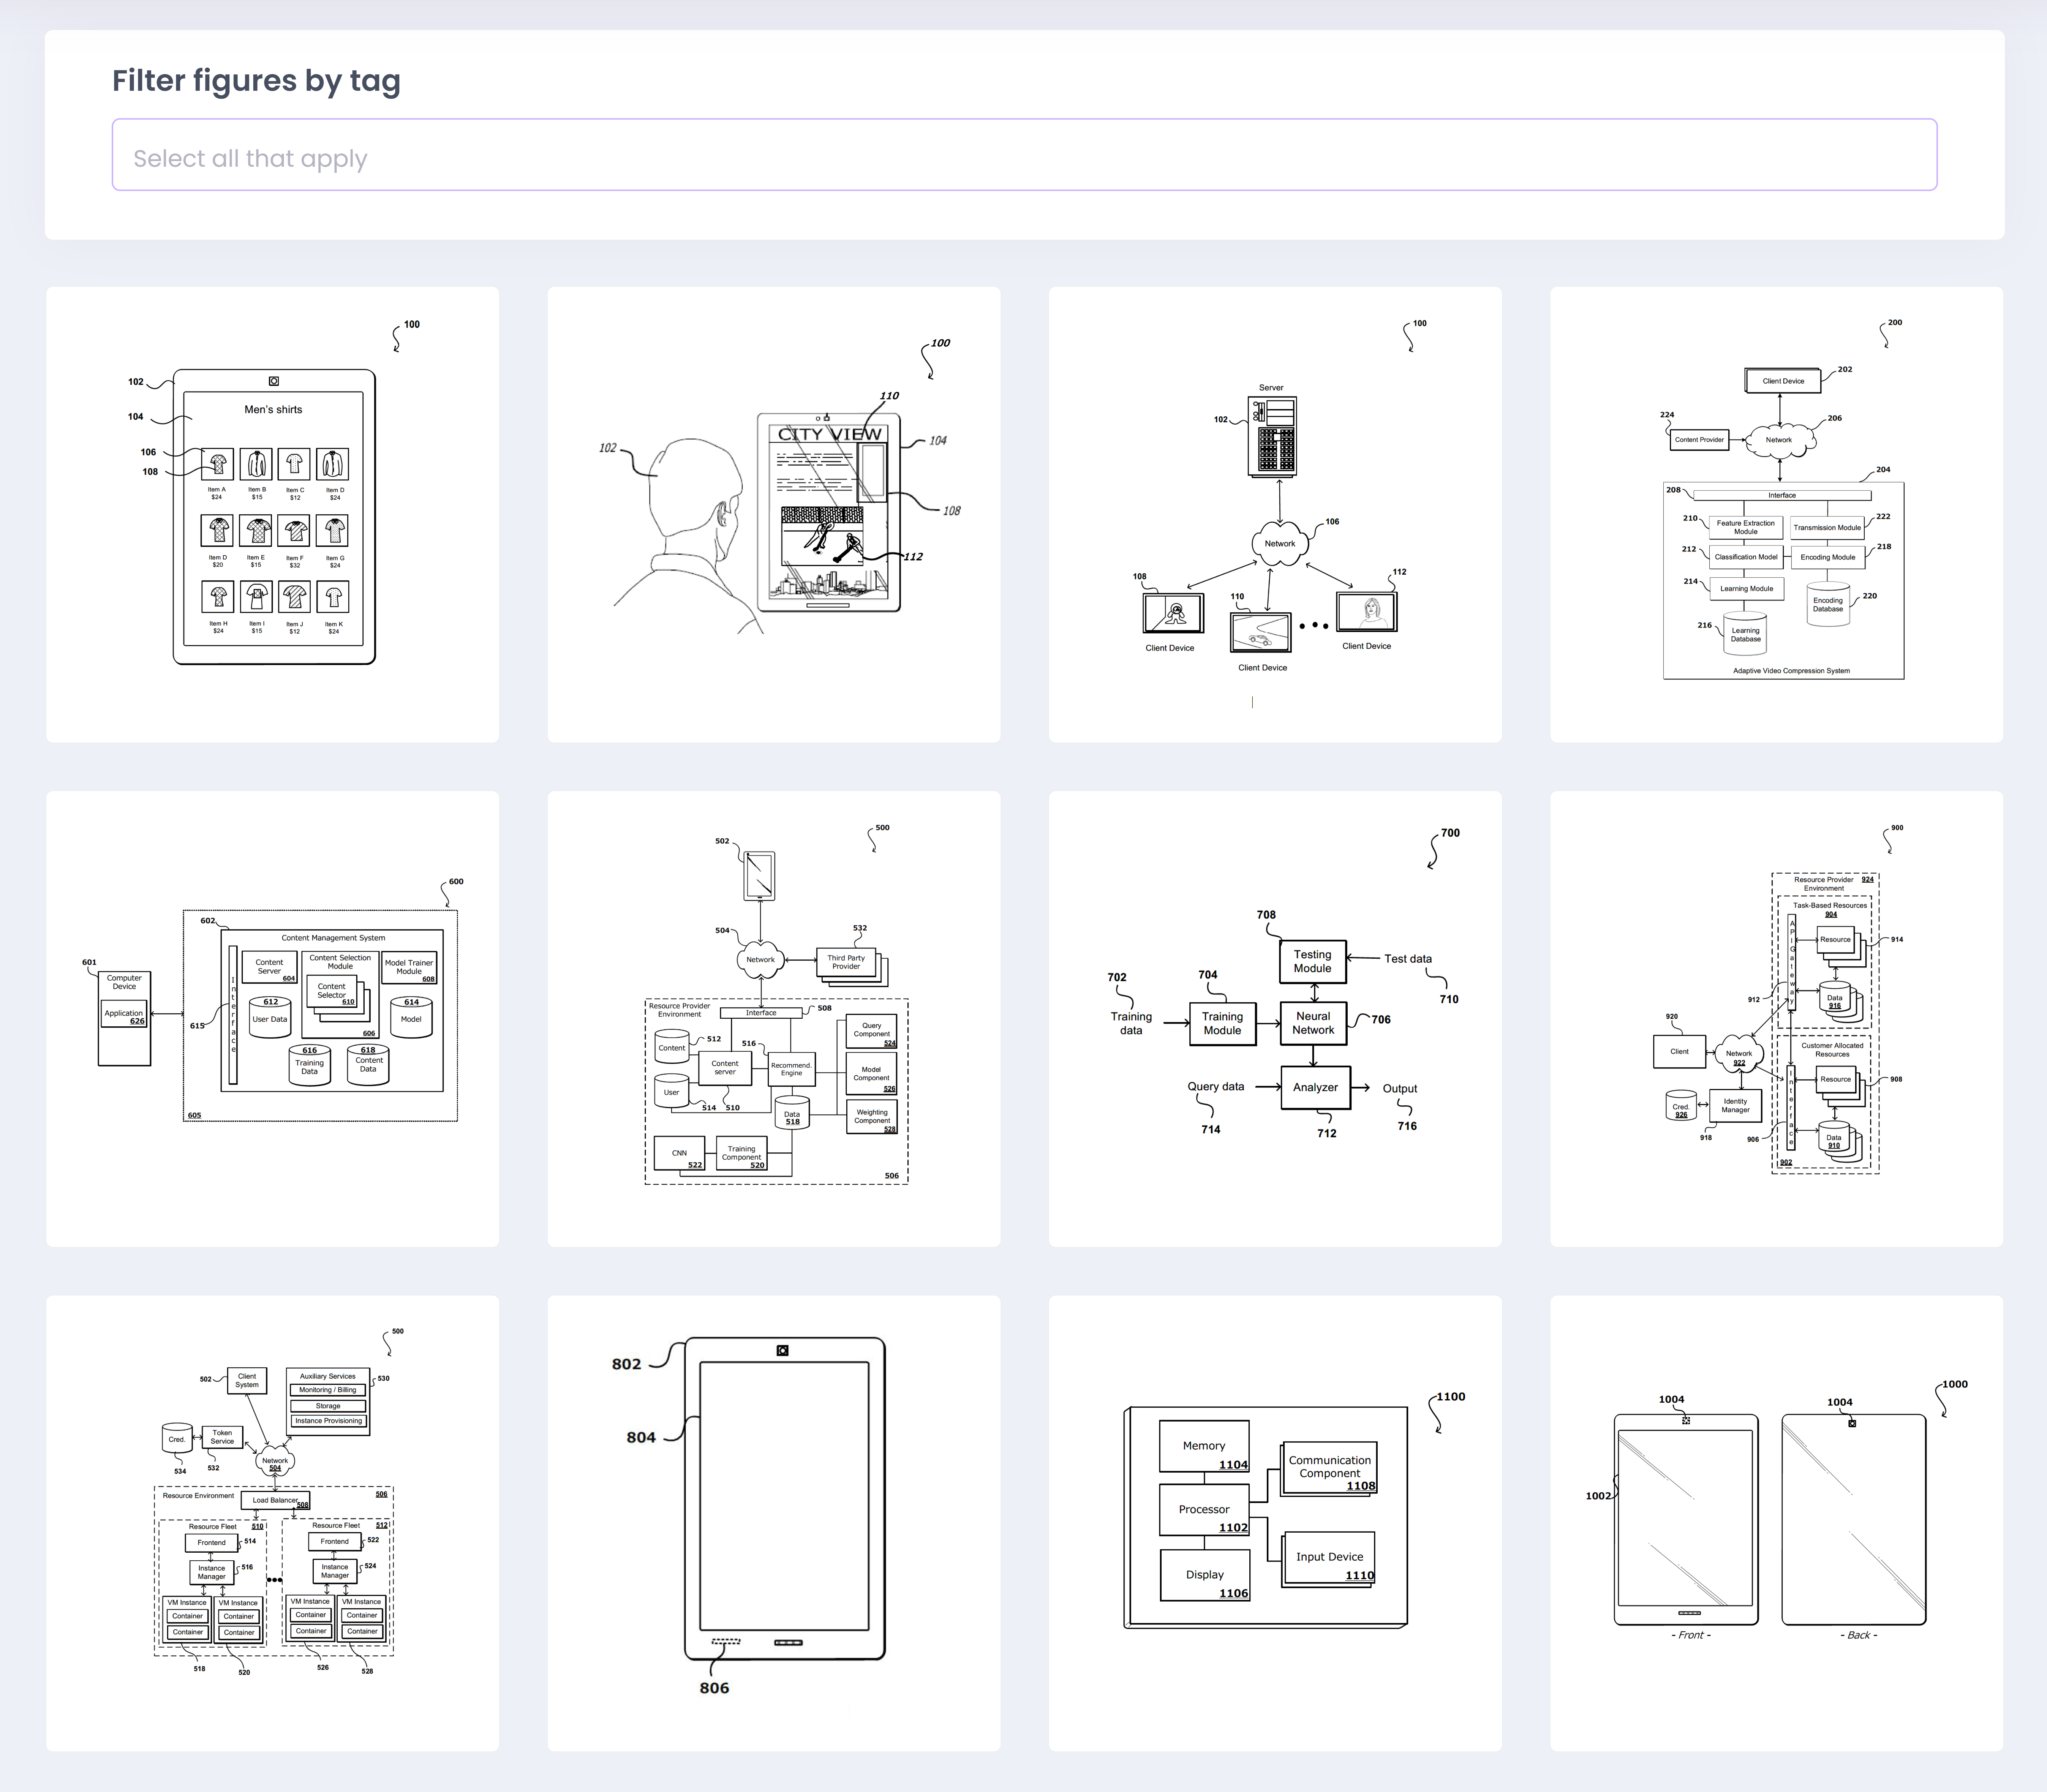 Filter figures by tag
Select all that apply
100
102
104
Men's shirts
106
108
Item A Item B Item C Item D
$24 $15 $12 $24
Item D Item E Item F Item G
$20 $15 $32 $24
Item H Item I Item J Item K
$24 $15 $12 $24
100
110
CITY VIEW
104
102
108
112
100
Server
102
106
Network
108
110
112
Client Device
Client Device
Client Device
200
Client Device
202
224
206
Content Provider
Network
204
208
Interface
210
Feature Extraction
Module
Transmission Module
222
212
Classification Model
Encoding Module
218
214
Learning Module
Encoding
Database
220
216
Learning
Database
Adaptive Video Compression System
600
602
Content Management System
601
Computer
Device
Application
626
615
Interface
Content
Server
604
Content Selection
Module
Content
Selector
610
606
Model Trainer
Module
608
612
User Data
614
Model
616
Training
Data
618
Content
Data
605
500
502
504
Network
532
Third Party
Provider
Resource Provider
Environment
Interface
508
Content
512
516
Query
Component
524
Content
server
Recommend.
Engine
Model
Component
526
User
514
510
Data
518
Weighting
Component
528
CNN
522
Training
Component
520
506
700
708
Testing
Module
Test data
710
702
Training
data
704
Training
Module
Neural
Network
706
Query data
714
Analyzer
712
Output
716
900
Resource Provider
Environment
924
Task-Based Resources
904
API Gateway
Resource
914
912
Data
916
920
Client
Network
922
Customer Allocated
Resources
Interface
Resource
908
Cred.
926
Identity
Manager
918
906
Data
910
902
500
502
Client
System
Auxiliary Services
530
Monitoring / Billing
Storage
Instance Provisioning
Cred.
534
Token
Service
532
Network
504
Resource Environment
Load Balancer
508
506
Resource Fleet
510
Resource Fleet
512
Frontend
514
Frontend
522
Instance
Manager
516
Instance
Manager
524
VM Instance VM Instance VM Instance VM Instance
Container Container Container Container
Container Container Container Container
518
520
526
528
802
804
806
1100
Memory
1104
Communication
Component
1108
Processor
1102
Input Device
1110
Display
1106
1000
1004
1004
1002
- Front -
- Back -